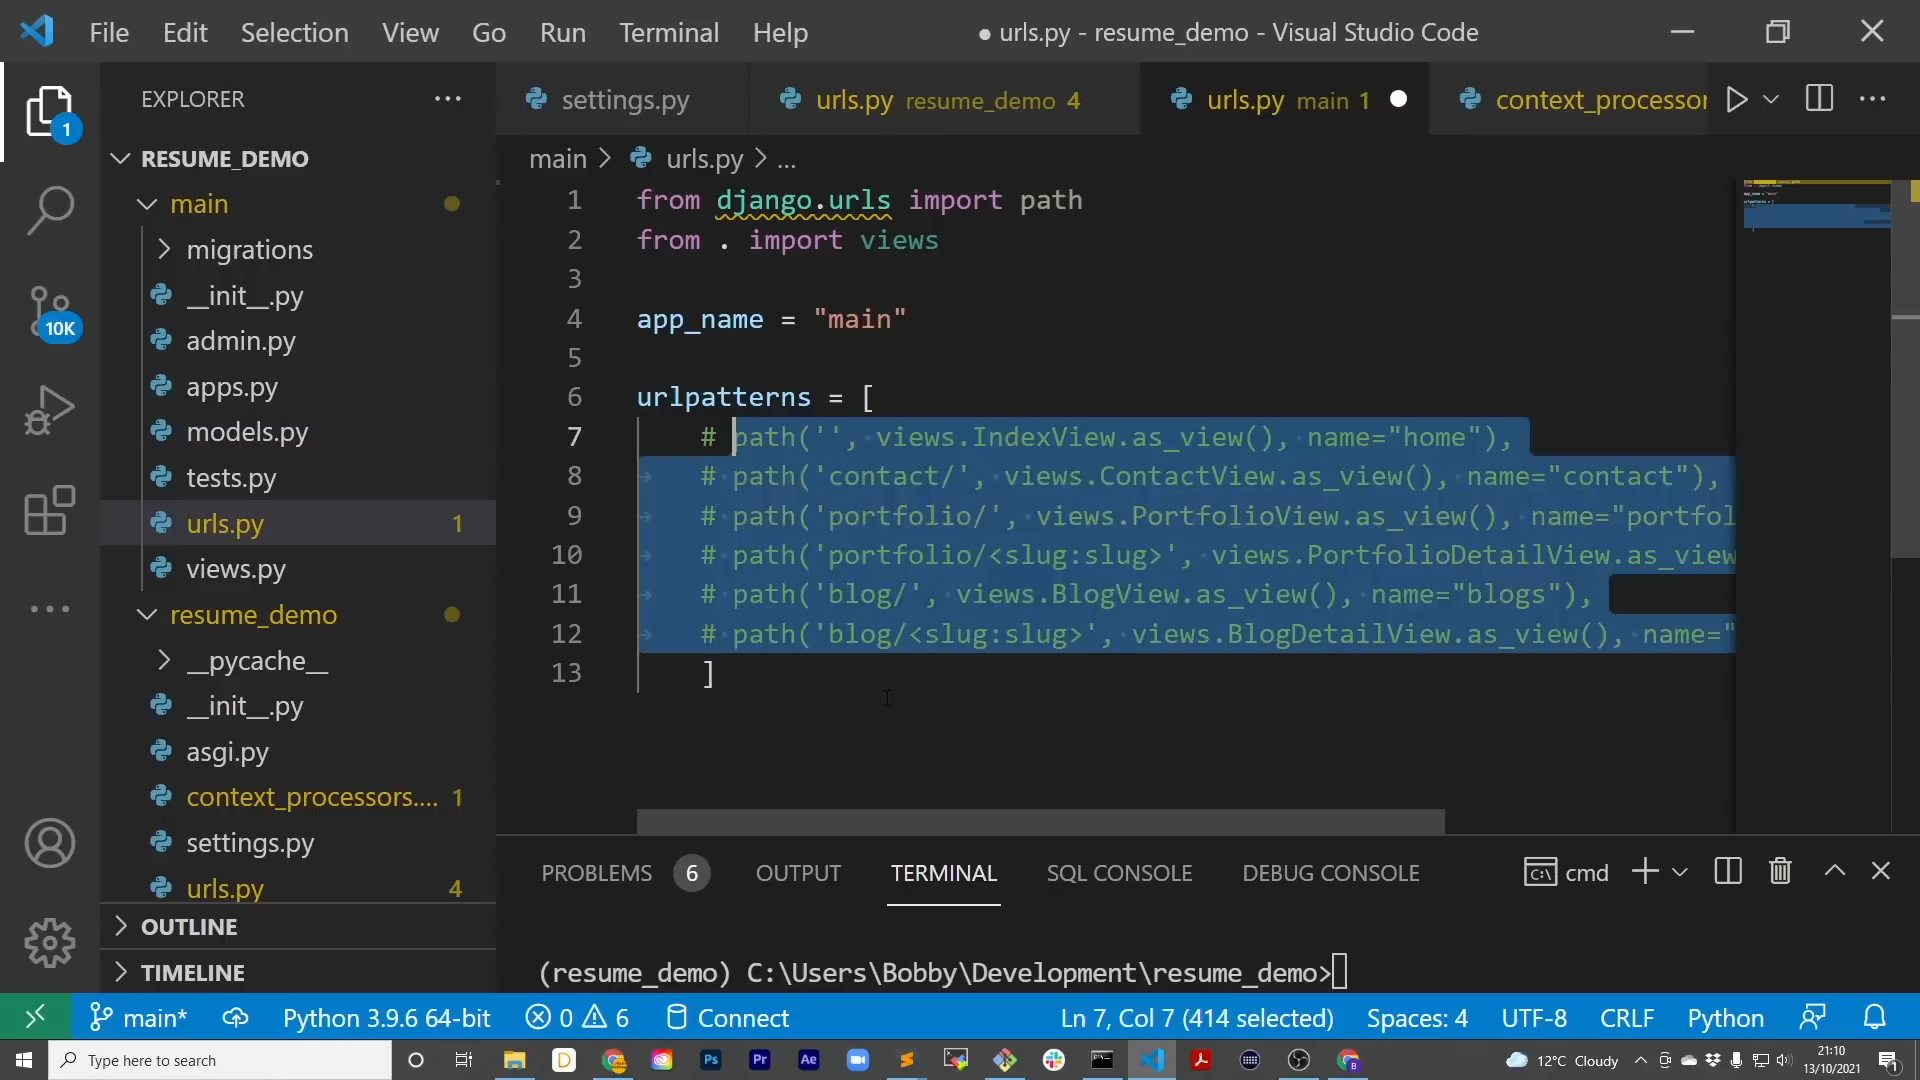 File Edit Selection View Go Run Terminal Help
● urls.py - resume_demo - Visual Studio Code
EXPLORER
settings.py
urls.py resume_demo 4
urls.py main 1
context_processor
1
RESUME_DEMO
main > urls.py > ...
main
migrations
__init__.py
admin.py
apps.py
models.py
tests.py
urls.py 1
views.py
resume_demo
__pycache__
__init__.py
asgi.py
context_processors.... 1
settings.py
urls.py 4
OUTLINE
TIMELINE
10K
1 from django.urls import path
2 from . import views
3
4 app_name = "main"
5
6 urlpatterns = [
7 # path('', views.IndexView.as_view(), name="home"),
8 # path('contact/', views.ContactView.as_view(), name="contact"),
9 # path('portfolio/', views.PortfolioView.as_view(), name="portfol
10 # path('portfolio/<slug:slug>', views.PortfolioDetailView.as_view
11 # path('blog/', views.BlogView.as_view(), name="blogs"),
12 # path('blog/<slug:slug>', views.BlogDetailView.as_view(), name="
13 ]
PROBLEMS 6 OUTPUT TERMINAL SQL CONSOLE DEBUG CONSOLE
cmd
(resume_demo) C:\Users\Bobby\Development\resume_demo>
main* Python 3.9.6 64-bit 0 6 Connect
Ln 7, Col 7 (414 selected) Spaces: 4 UTF-8 CRLF Python
Type here to search
D
Ps Pr Ae
12°C Cloudy
21:10
13/10/2021
1